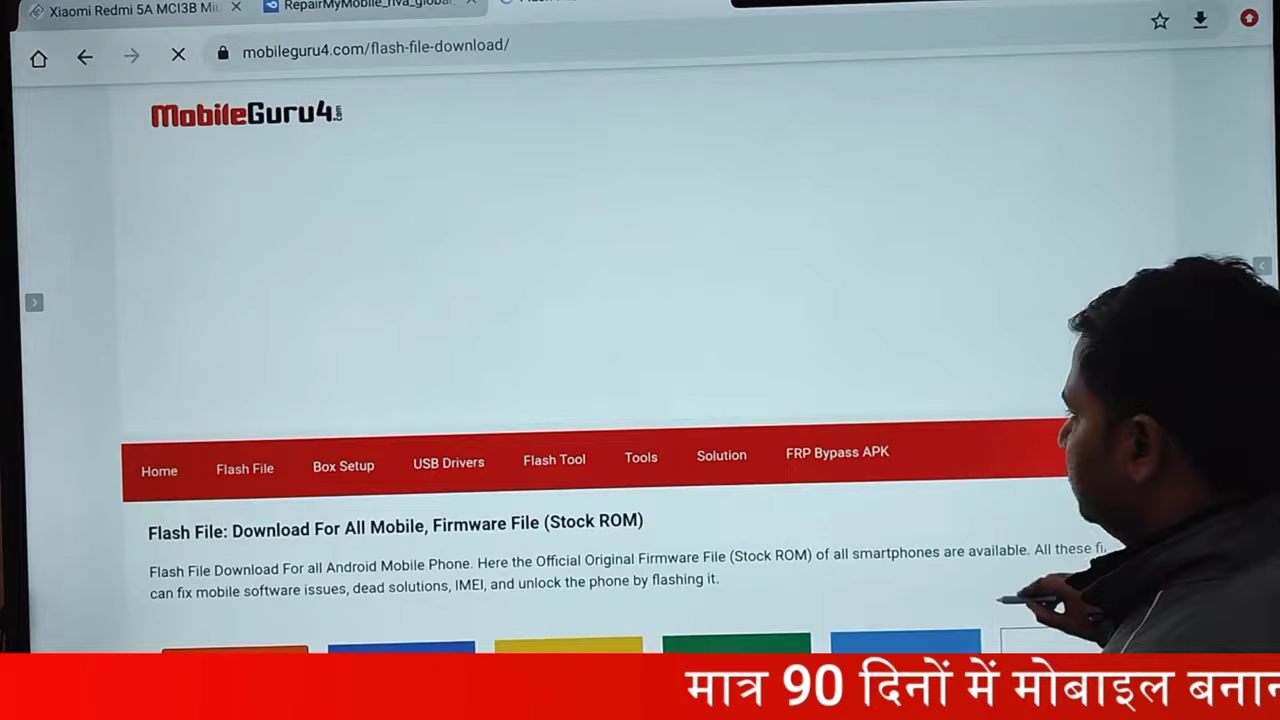 Xiaomi Redmi 5A MCI3B
RepairMyMobile_nva_global
mobileguru4.com/flash-file-download/
MobileGuru4.com
Home
Flash File
Box Setup
USB Drivers
Flash Tool
Tools
Solution
FRP Bypass APK
Flash File: Download For All Mobile, Firmware File (Stock ROM)
Flash File Download For all Android Mobile Phone. Here the Official Original Firmware File (Stock ROM) of all smartphones are available. All these
can fix mobile software issues, dead solutions, IMEI, and unlock the phone by flashing it.
मात्र 90 दिनों में मोबाइल